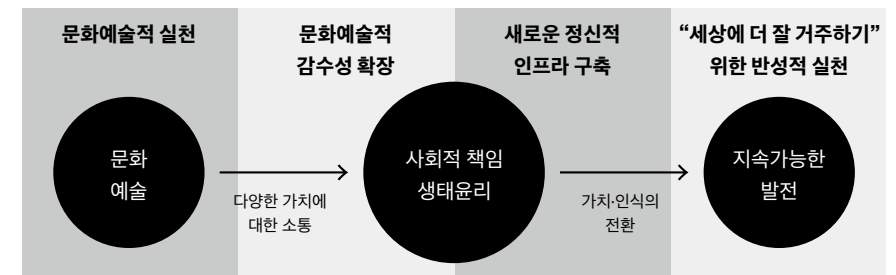 문화예술적 실천
문화예술적
감수성 확장
새로운 정신적
인프라 구축
“세상에 더 잘 거주하기”
위한 반성적 실천
문화
예술
다양한 가치에
대한 소통
사회적 책임
생태윤리
가치·인식의
전환
지속가능한
발전